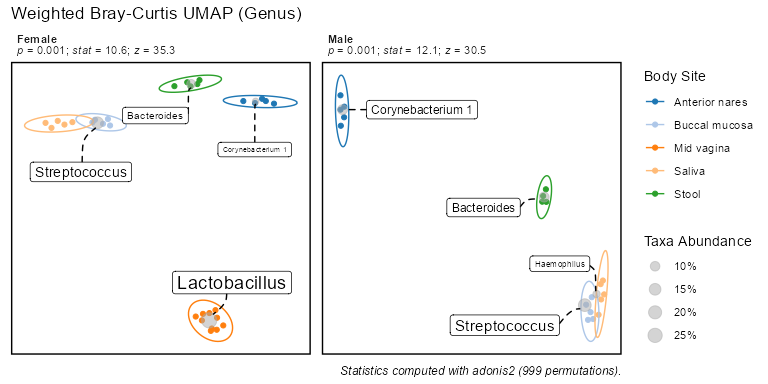 Weighted Bray-Curtis UMAP (Genus)
Female
p = 0.001; stat = 10.6; z = 35.3
Male
p = 0.001; stat = 12.1; z = 30.5
Bacteroides
Corynebacterium 1
Streptococcus
Lactobacillus
Corynebacterium 1
Bacteroides
Haemophilus
Streptococcus
Body Site
Anterior nares
Buccal mucosa
Mid vagina
Saliva
Stool
Taxa Abundance
10%
15%
20%
25%
Statistics computed with adonis2 (999 permutations).